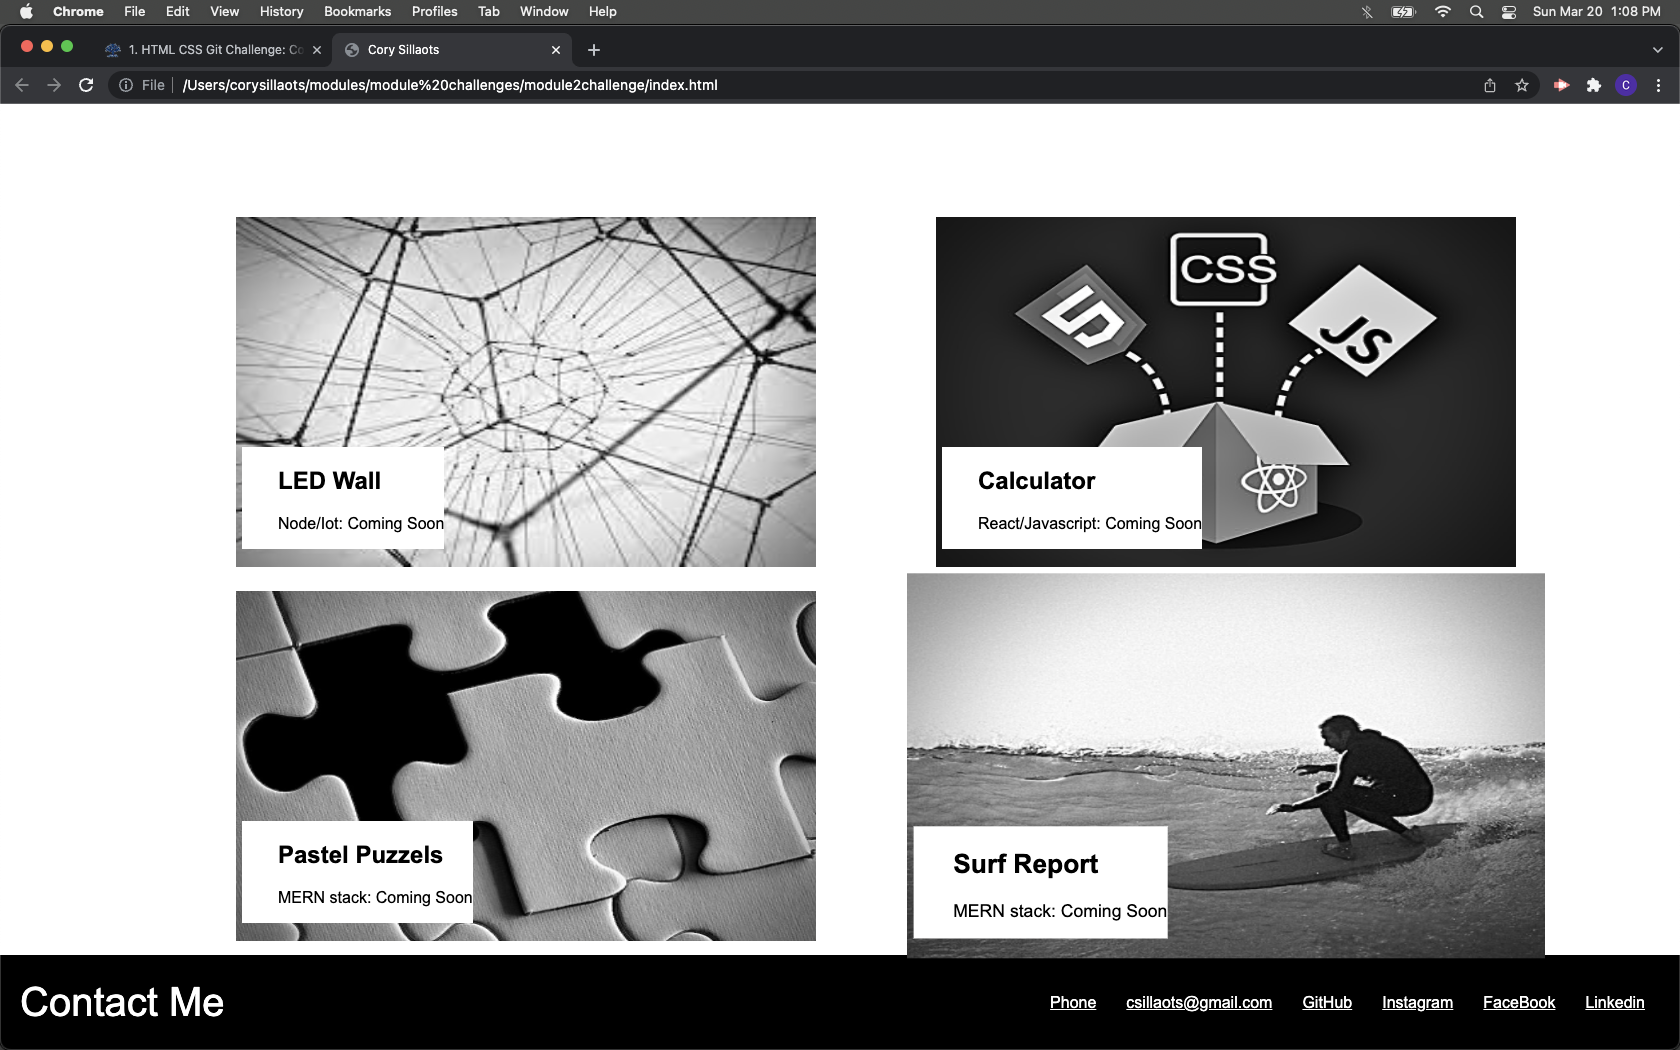 Chrome File Edit View History Bookmarks Profiles Tab Window Help Sun Mar 20 1:08 PM
1. HTML CSS Git Challenge: Co Cory Sillaots
File /Users/corysillaots/modules/module%20challenges/module2challenge/index.html C
CSS
JS
LED Wall
Node/Iot: Coming Soon
Calculator
React/Javascript: Coming Soon
Pastel Puzzels
MERN stack: Coming Soon
Surf Report
MERN stack: Coming Soon
Contact Me
Phone csillaots@gmail.com GitHub Instagram FaceBook Linkedin